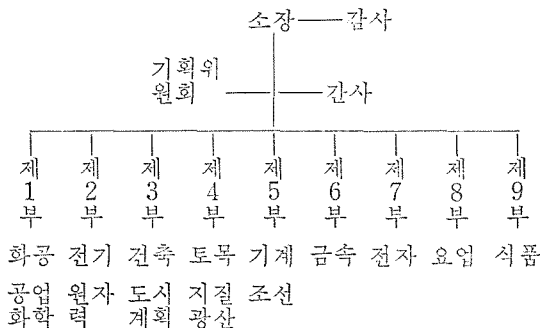 소장 감사
기획위
원회 간사
제 제 제 제 제 제 제 제 제
1 2 3 4 5 6 7 8 9
부 부 부 부 부 부 부 부 부
화공 전기 건축 토목 기계 금속 전자 요업 식품
공업 원자 도시 지질 조선
화학 력 계획 광산